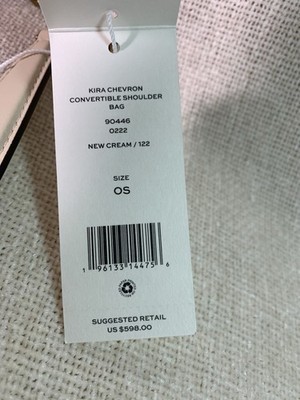 KIRA CHEVRON
CONVERTIBLE SHOULDER
BAG
90446
0222
NEW CREAM / 122
SIZE
OS
1 96133 14475 6
SUGGESTED RETAIL
US $598.00